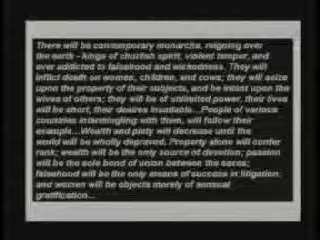 There will be contemporary monarchs, reigning over
the earth - kings of churlish spirit, violent temper, and
ever addicted to falsehood and wickedness. They will
inflict death on women, children, and cows; they will seize
upon the property of their subjects, and be intent upon the
wives of others; they will be of unlimited power, their lives
will be short, their desires insatiable...People of various
countries intermingling with them, will follow their
example...Wealth and piety will decrease until the
world will be wholly depraved. Property alone will confer
rank; wealth will be the only source of devotion; passion
will be the sole bond of union between the sexes;
falsehood will be the only means of success in litigation,
and women will be objects merely of sensual
gratification...